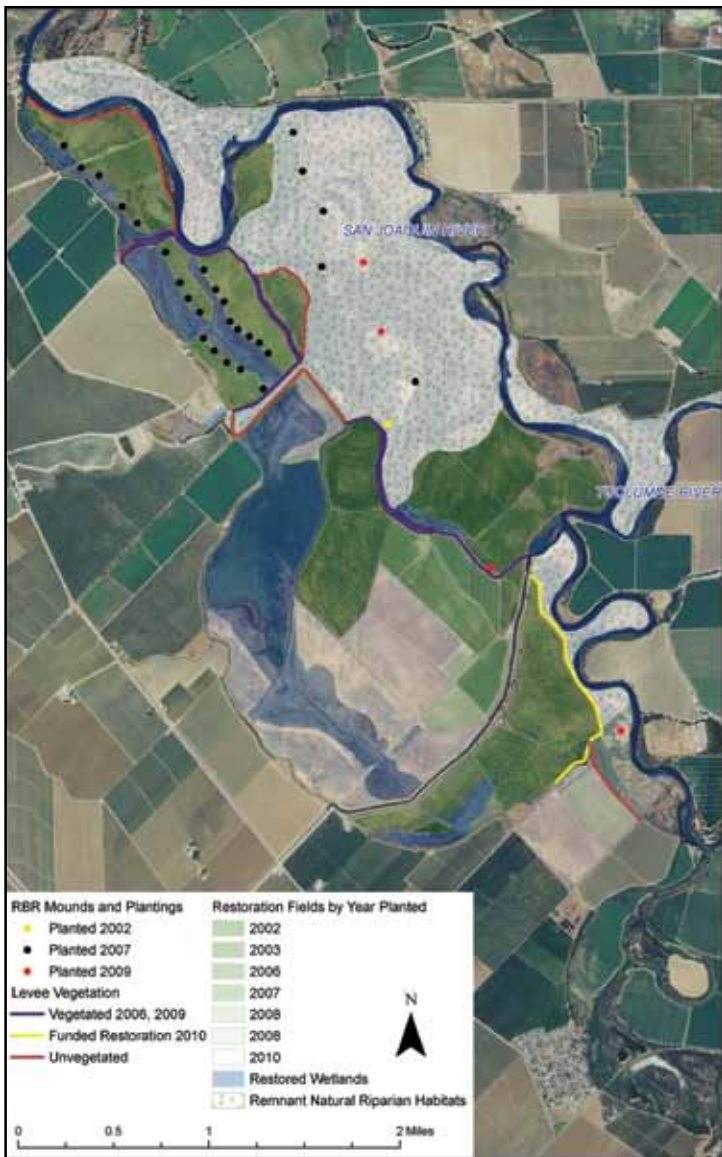 SAN JOAQUIN RIVER
TUOLUMNE RIVER
RBR Mounds and Plantings
Planted 2002
Planted 2007
Planted 2009
Levee Vegetation
Vegetated 2006, 2009
Funded Restoration 2010
Unvegetated
Restoration Fields by Year Planted
2002
2003
2006
2007
2008
2008
2010
Restored Wetlands
Remnant Natural Riparian Habitats
N
0 0.5 1 2 Miles